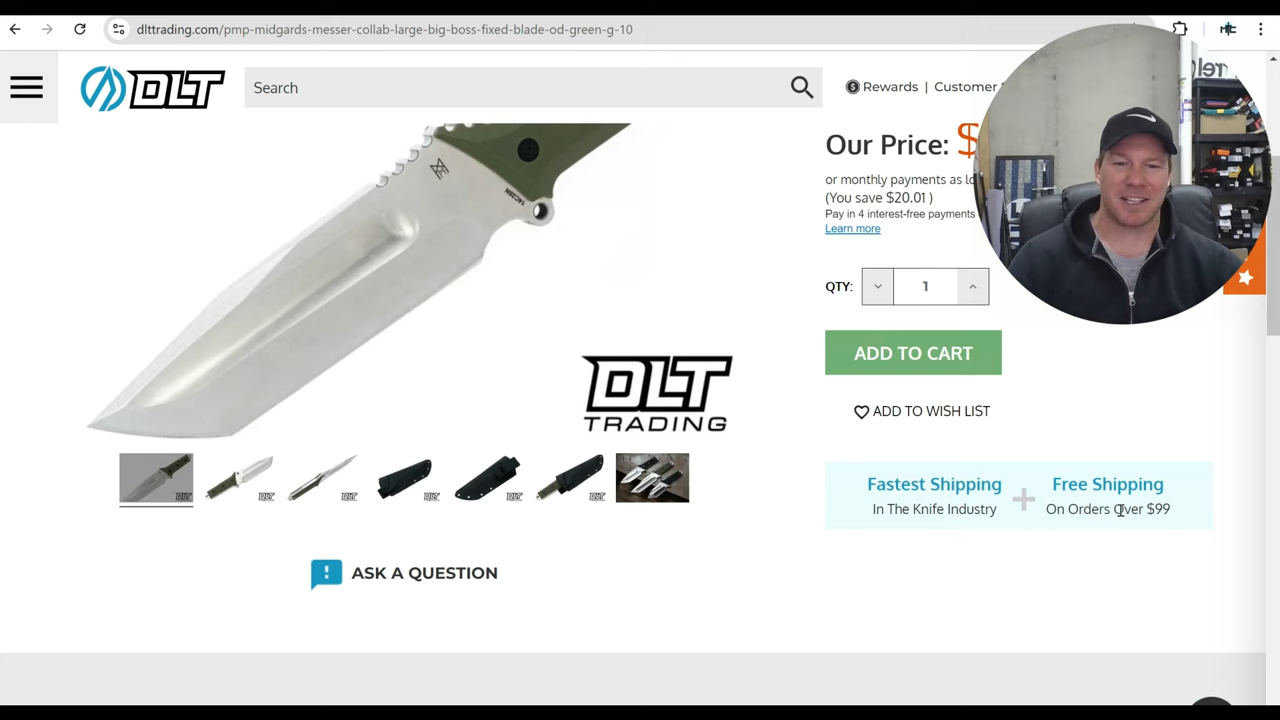 dlttrading.com/pmp-midgards-messer-collab-large-big-boss-fixed-blade-od-green-g-10
DLT
Search
Rewards | Customer
Our Price: $
or monthly payments as lo
(You save $20.01 )
Pay in 4 interest-free payments
Learn more
14C28N
QTY: 1
ADD TO CART
DLT
TRADING
ADD TO WISH LIST
Fastest Shipping + Free Shipping
In The Knife Industry On Orders Over $99
ASK A QUESTION